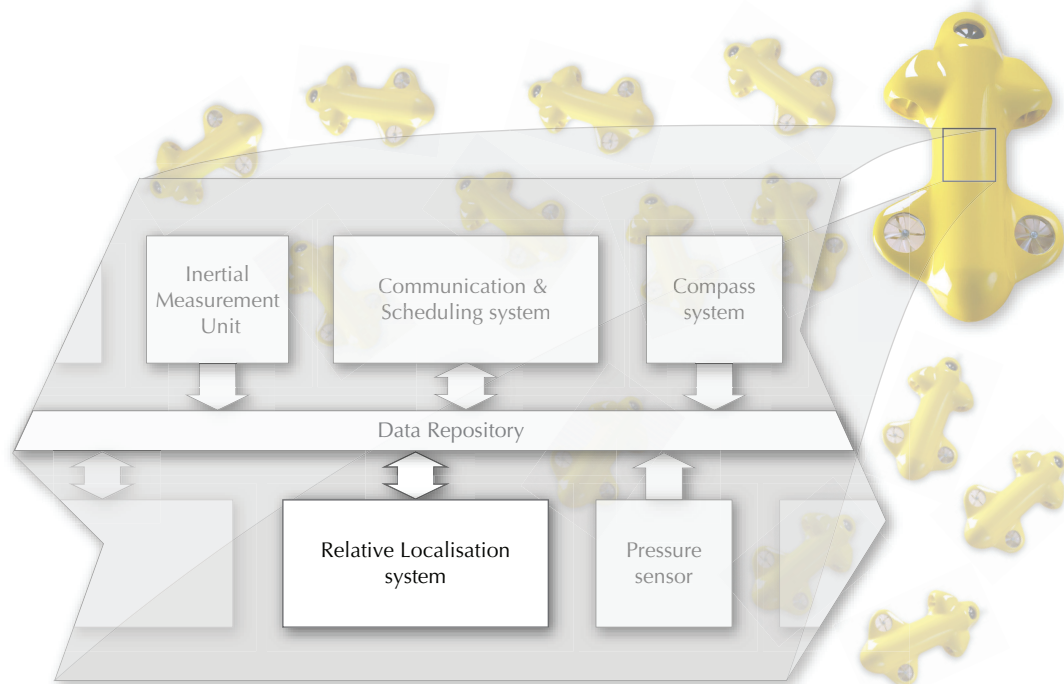 Inertial
Measurement
Unit
Communication &
Scheduling system
Compass
system
Data Repository
Relative Localisation
system
Pressure
sensor